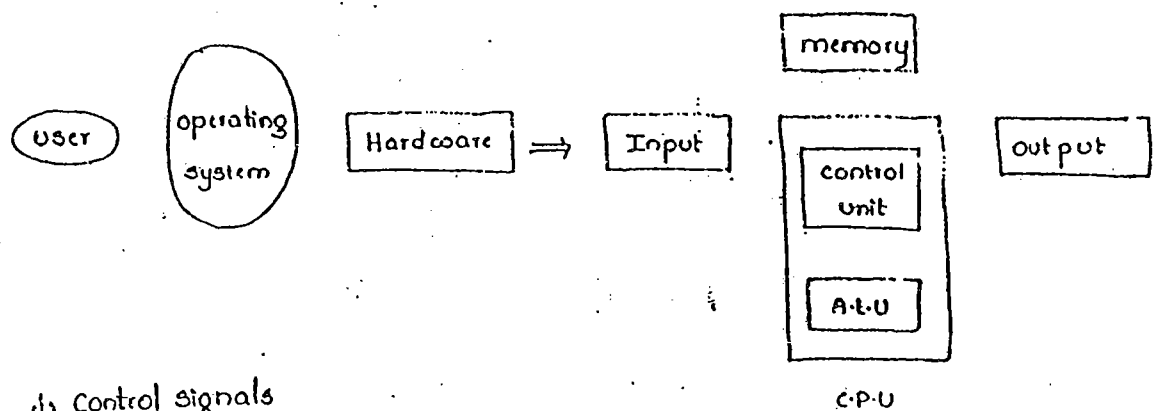 memory
user
operating
system
Hardware
Input
control
unit
output
A.L.U
C.P.U
Control signals